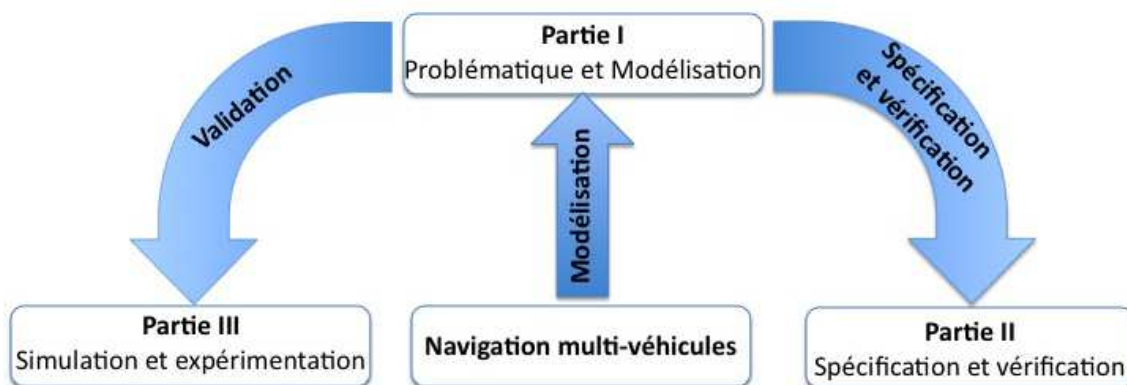 Partie I
Problématique et Modélisation
Validation
Spécification
et vérification
Modélisation
Partie III
Simulation et expérimentation
Navigation multi-véhicules
Partie II
Spécification et vérification